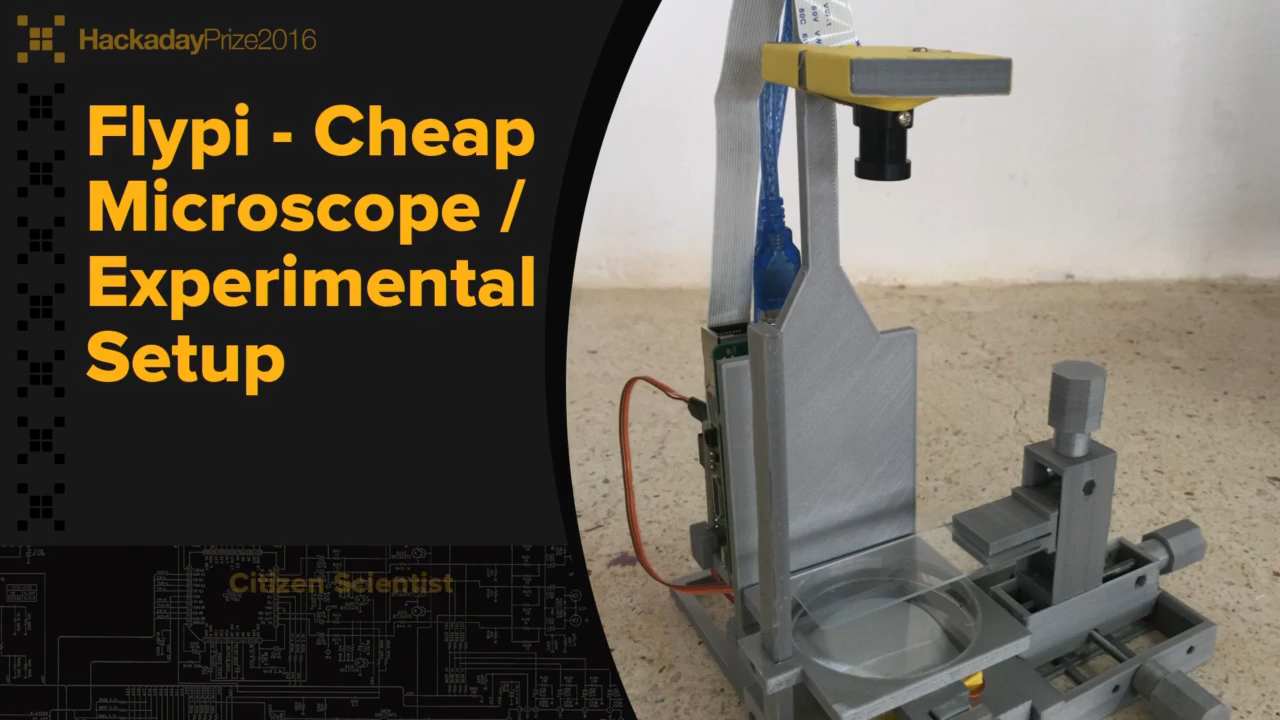 HackadayPrize2016
Flypi - Cheap
Microscope /
Experimental
Setup
Citizen Scientist